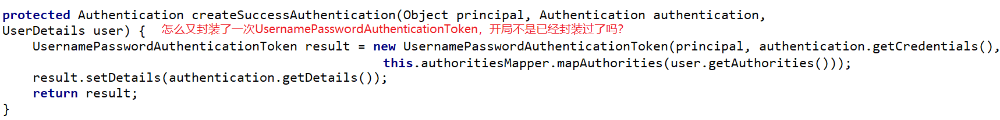 protected Authentication createSuccessAuthentication(Object principal, Authentication authentication,
UserDetails user) { 怎么又封装了一次UsernamePasswordAuthenticationToken，开局不是已经封装过了吗？
    UsernamePasswordAuthenticationToken result = new UsernamePasswordAuthenticationToken(principal, authentication.getCredentials(),
                                                  this.authoritiesMapper.mapAuthorities(user.getAuthorities()));
    result.setDetails(authentication.getDetails());
    return result;
}